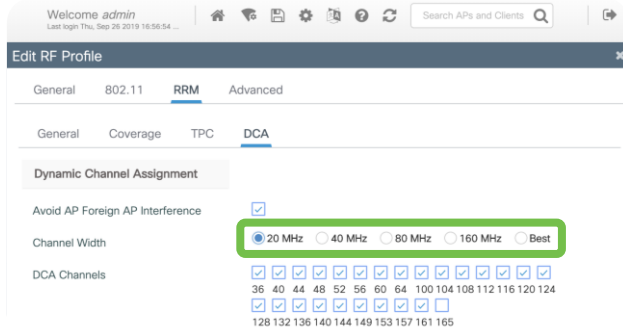 Welcome admin
Last login Thu, Sep 26 2019 16:56:54 ...
Search APs and Clients
Edit RF Profile
General 802.11 RRM Advanced
General Coverage TPC DCA
Dynamic Channel Assignment
Avoid AP Foreign AP Interference
Channel Width 20 MHz 40 MHz 80 MHz 160 MHz Best
DCA Channels
36 40 44 48 52 56 60 64 100 104 108 112 116 120 124
128 132 136 140 144 149 153 157 161 165